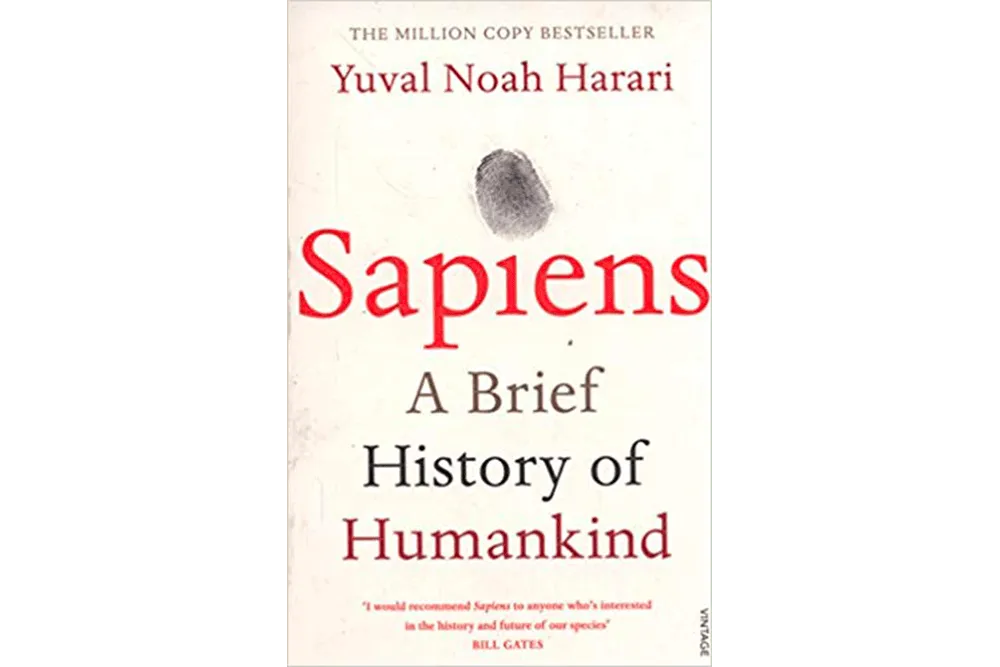 THE MILLION COPY BESTSELLER
Yuval Noah Harari
Sapiens
A Brief
History of
Humankind
'I would recommend Sapiens to anyone who's interested
in the history and future of our species'
BILL GATES
VINTAGE